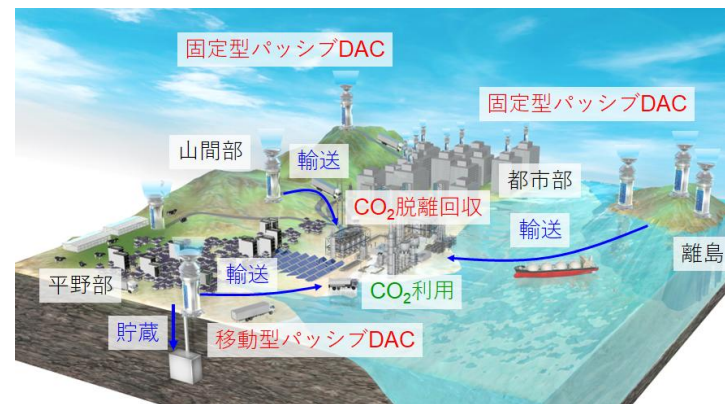 固定型パッシブDAC
固定型パッシブDAC
山間部
輸送
都市部
CO₂脱離回収
輸送
離島
平野部
輸送
CO₂利用
貯蔵
移動型パッシブDAC